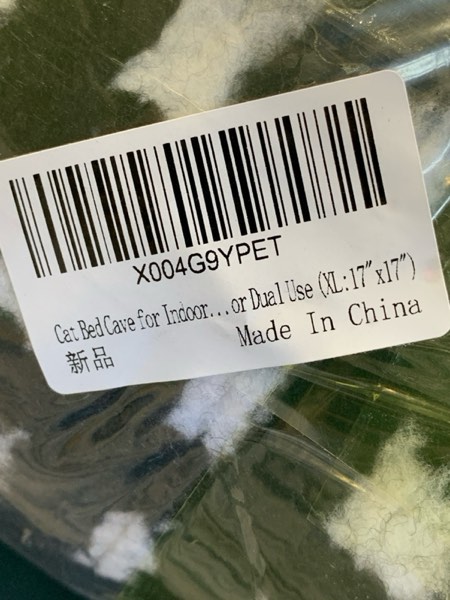 X004G9YPET
Cat Bed Cave for Indoor...or Dual Use (XL:17"x17")
新品
Made In China